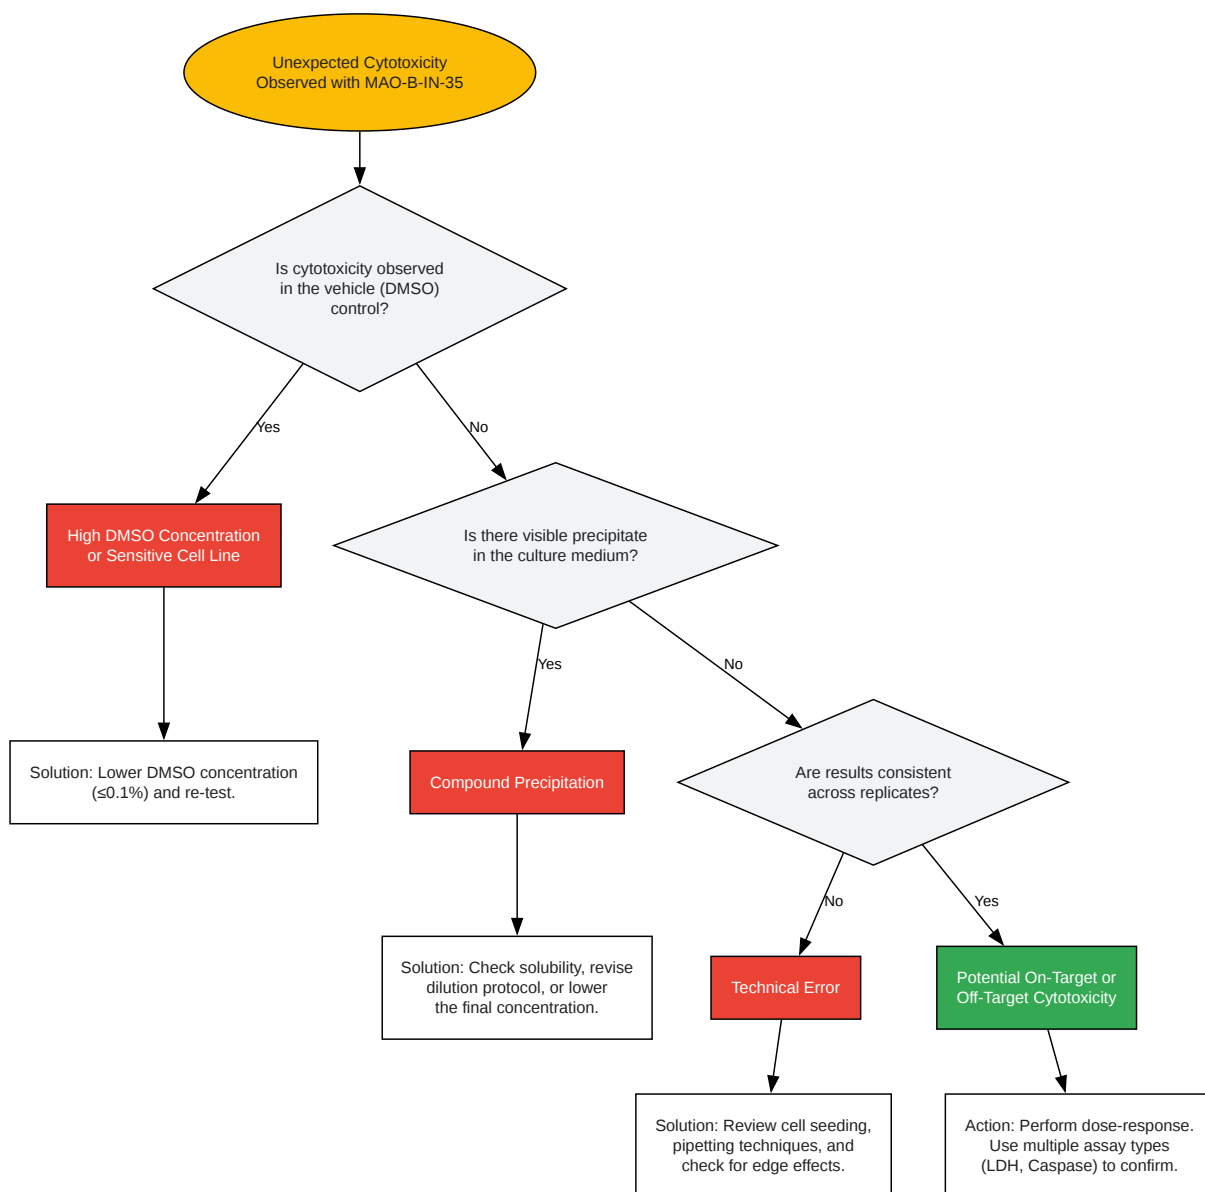 Unexpected Cytotoxicity
Observed with MAO-B-IN-35
Is cytotoxicity observed
in the vehicle (DMSO)
control?
Yes
No
High DMSO Concentration
or Sensitive Cell Line
Is there visible precipitate
in the culture medium?
Yes
No
Solution: Lower DMSO concentration
(≤0.1%) and re-test.
Compound Precipitation
Are results consistent
across replicates?
No
Yes
Solution: Check solubility, revise
dilution protocol, or lower
the final concentration.
Technical Error
Potential On-Target or
Off-Target Cytotoxicity
Solution: Review cell seeding,
pipetting techniques, and
check for edge effects.
Action: Perform dose-response.
Use multiple assay types
(LDH, Caspase) to confirm.